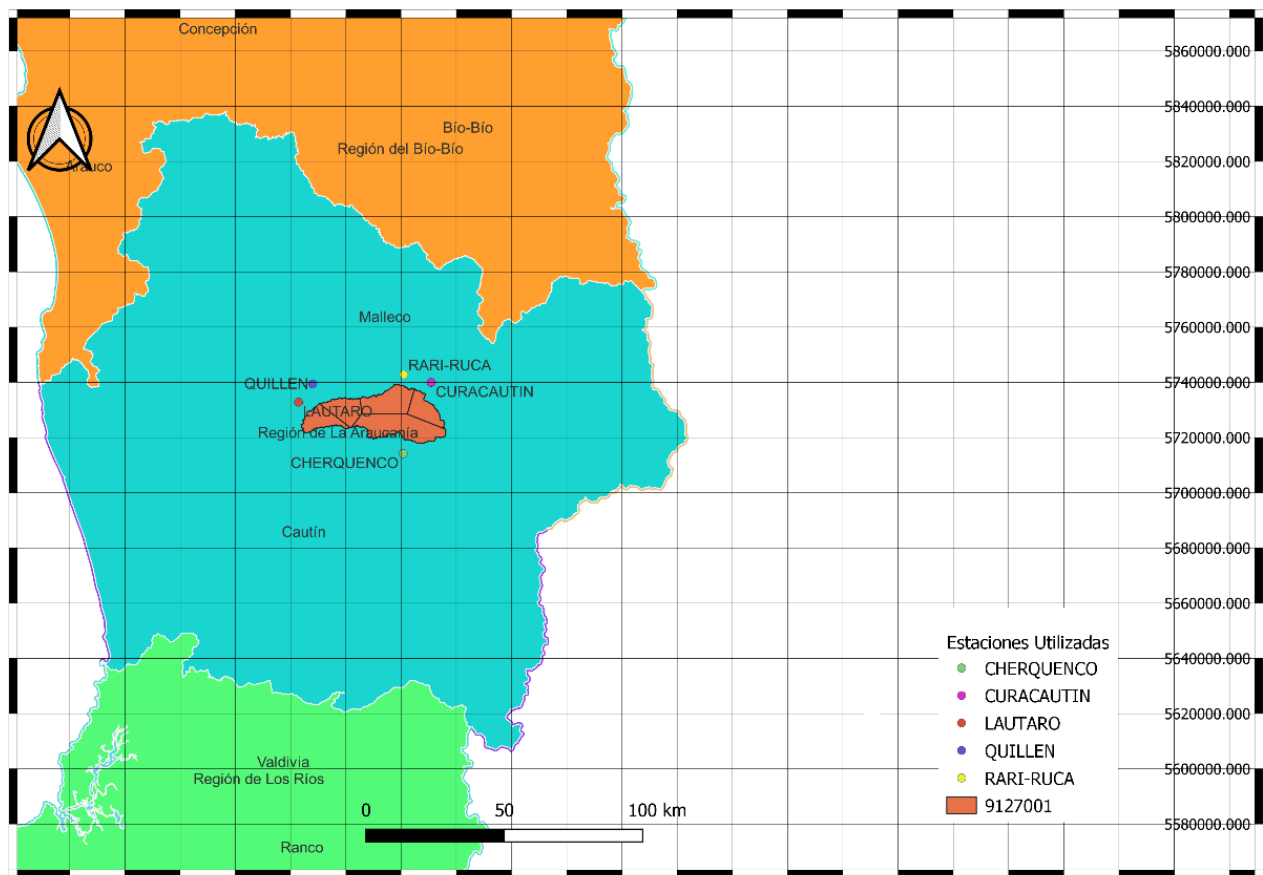 Concepción
5860000.000
5840000.000
Bío-Bío
Región del Bío-Bío
Arauco
5820000.000
5800000.000
5780000.000
Malleco
5760000.000
RARI-RUCA
QUILLEN
CURACAUTIN
5740000.000
LAUTARO
Región de La Araucanía
5720000.000
CHERQUENCO
5700000.000
Cautín
5680000.000
5660000.000
Estaciones Utilizadas
5640000.000
CHERQUENCO
CURACAUTIN
5620000.000
LAUTARO
QUILLEN
5600000.000
RARI-RUCA
9127001
5580000.000
Valdivia
Región de Los Ríos
0 50 100 km
Ranco